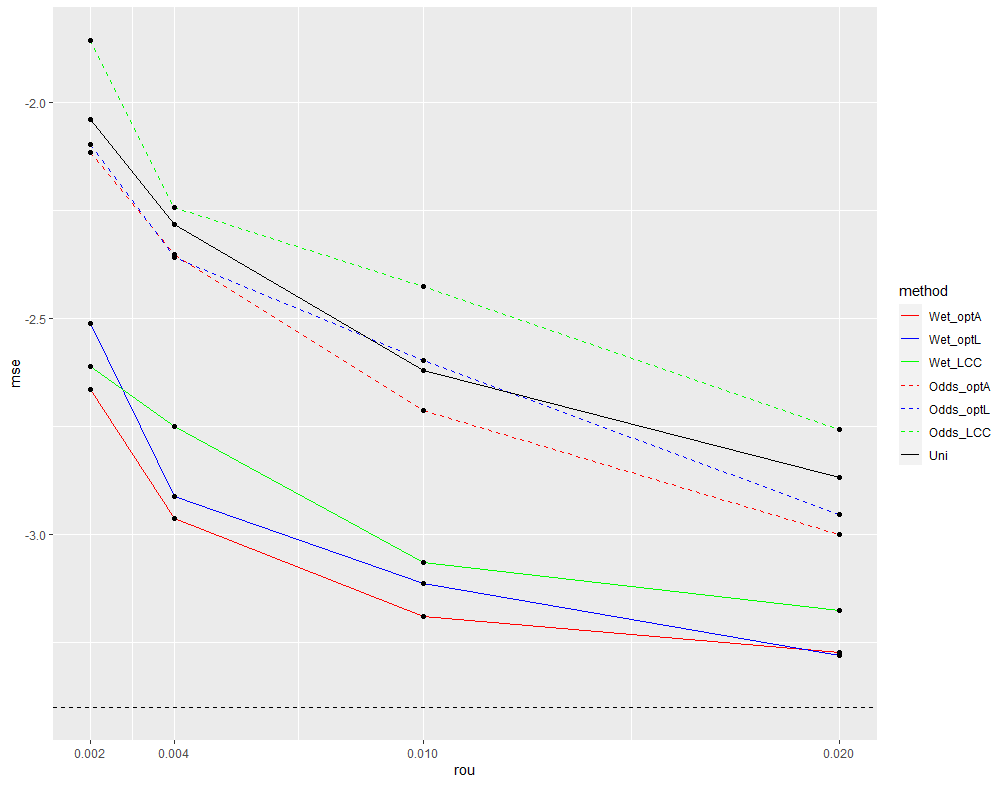 -2.0
-2.5
-3.0
mse
0.002
0.004
0.010
0.020
rou
method
Wet_optA
Wet_optL
Wet_LCC
Odds_optA
Odds_optL
Odds_LCC
Uni